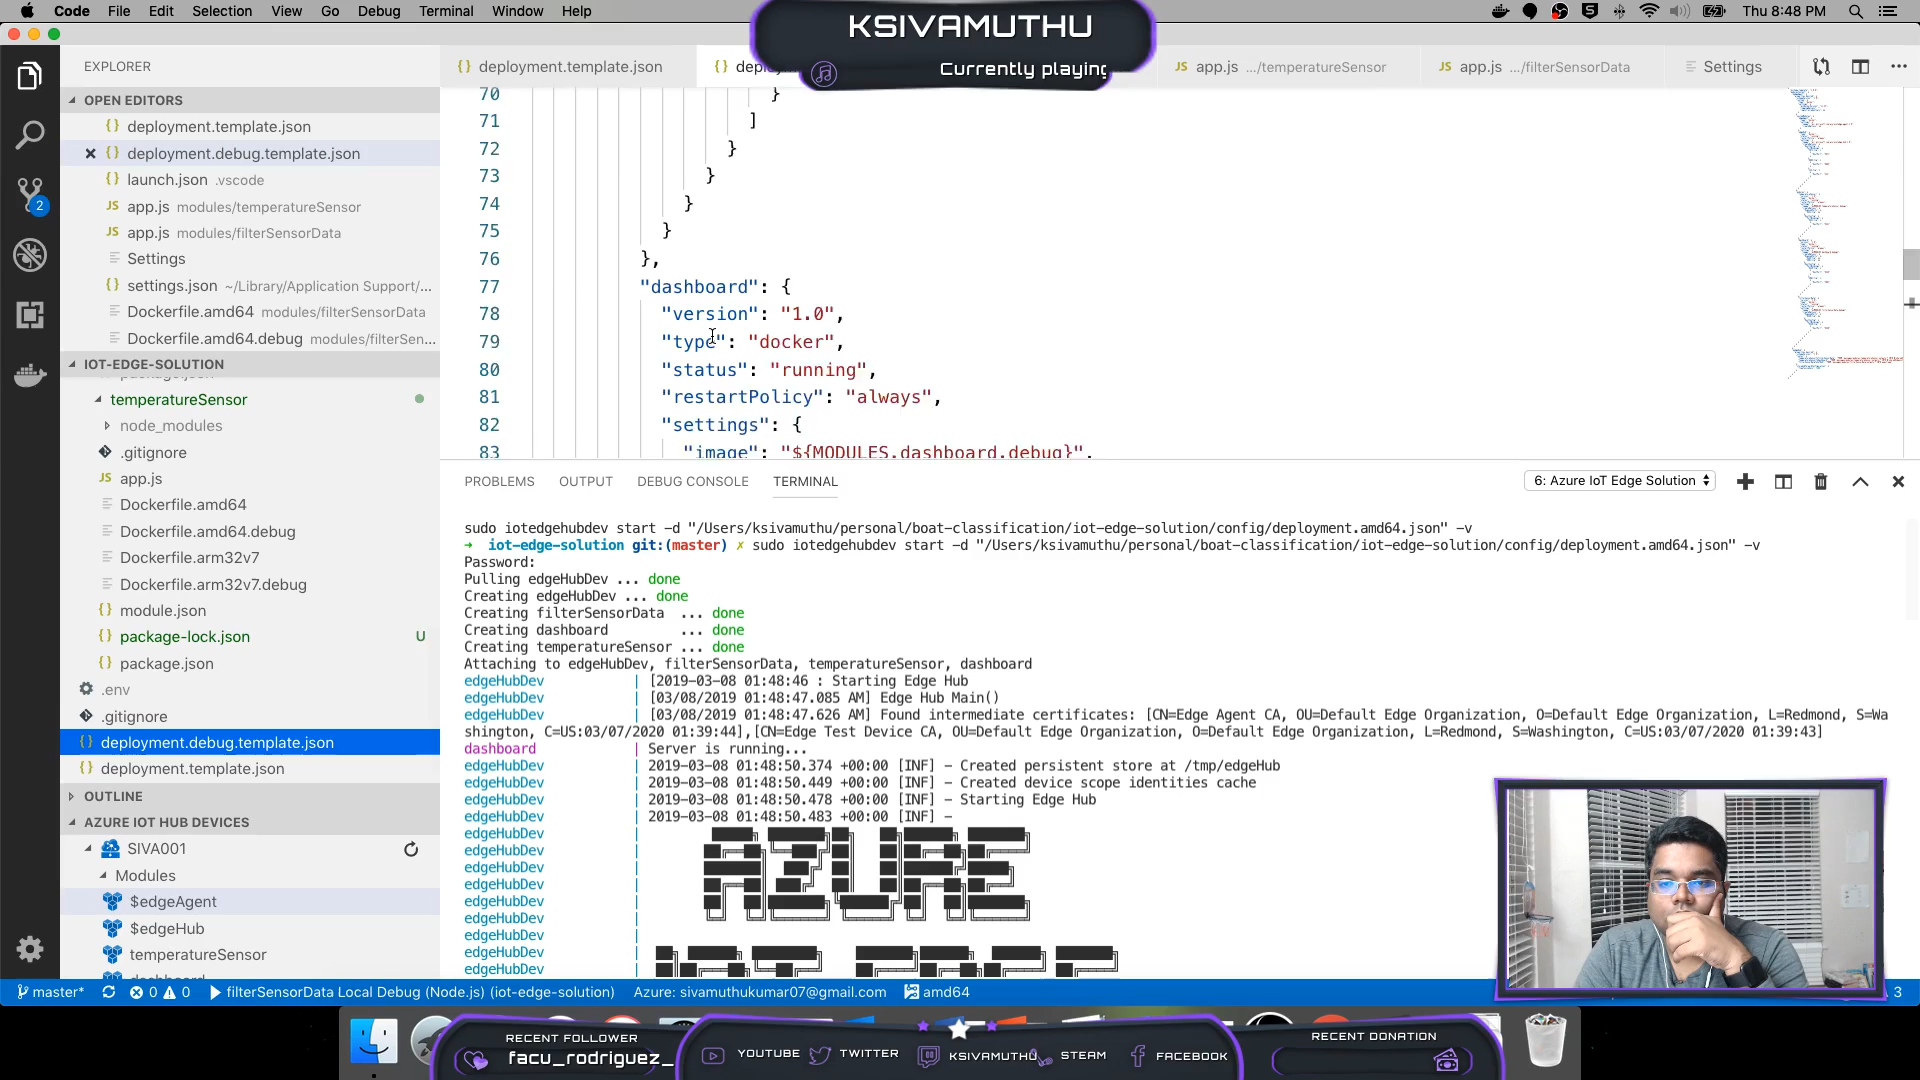 Code File Edit Selection View Go Debug Terminal Window Help
Thu 8:48 PM
KSIVAMUTHU
Currently playing
EXPLORER
deployment.template.json
app.js .../temperatureSensor
app.js .../filterSensorData
Settings
OPEN EDITORS
deployment.template.json
deployment.debug.template.json
launch.json .vscode
app.js modules/temperatureSensor
app.js modules/filterSensorData
Settings
settings.json ~/Library/Application Support/...
Dockerfile.amd64 modules/filterSensorData
Dockerfile.amd64.debug modules/filterSen...
2
IOT-EDGE-SOLUTION
temperatureSensor
node_modules
.gitignore
app.js
Dockerfile.amd64
Dockerfile.amd64.debug
Dockerfile.arm32v7
Dockerfile.arm32v7.debug
module.json
package-lock.json U
package.json
.env
.gitignore
deployment.debug.template.json
deployment.template.json
OUTLINE
AZURE IOT HUB DEVICES
SIVA001
Modules
$edgeAgent
$edgeHub
temperatureSensor
70 }
71 ]
72 }
73 }
74 }
75 }
76 },
77 "dashboard": {
78 "version": "1.0",
79 "type": "docker",
80 "status": "running",
81 "restartPolicy": "always",
82 "settings": {
83 "image": "${MODULES.dashboard.debug}",
PROBLEMS OUTPUT DEBUG CONSOLE TERMINAL
6: Azure IoT Edge Solution
sudo iotedgehubdev start -d "/Users/ksivamuthu/personal/boat-classification/iot-edge-solution/config/deployment.amd64.json" -v
➜ iot-edge-solution git:(master) ✗ sudo iotedgehubdev start -d "/Users/ksivamuthu/personal/boat-classification/iot-edge-solution/config/deployment.amd64.json" -v
Password:
Pulling edgeHubDev ... done
Creating edgeHubDev ... done
Creating filterSensorData ... done
Creating dashboard ... done
Creating temperatureSensor ... done
Attaching to edgeHubDev, filterSensorData, temperatureSensor, dashboard
edgeHubDev | [2019-03-08 01:48:46 : Starting Edge Hub
edgeHubDev | [03/08/2019 01:48:47.085 AM] Edge Hub Main()
edgeHubDev | [03/08/2019 01:48:47.626 AM] Found intermediate certificates: [CN=Edge Agent CA, OU=Default Edge Organization, O=Default Edge Organization, L=Redmond, S=Wa
shington, C=US:03/07/2020 01:39:44],[CN=Edge Test Device CA, OU=Default Edge Organization, O=Default Edge Organization, L=Redmond, S=Washington, C=US:03/07/2020 01:39:43]
dashboard | Server is running...
edgeHubDev | 2019-03-08 01:48:50.374 +00:00 [INF] - Created persistent store at /tmp/edgeHub
edgeHubDev | 2019-03-08 01:48:50.449 +00:00 [INF] - Created device scope identities cache
edgeHubDev | 2019-03-08 01:48:50.478 +00:00 [INF] - Starting Edge Hub
edgeHubDev | 2019-03-08 01:48:50.483 +00:00 [INF] -
edgeHubDev |
edgeHubDev |
edgeHubDev | AZURE
edgeHubDev |
edgeHubDev |
edgeHubDev |
edgeHubDev |
edgeHubDev |
edgeHubDev |
master* 0 0 filterSensorData Local Debug (Node.js) (iot-edge-solution) Azure: sivamuthukumar07@gmail.com amd64 3
RECENT FOLLOWER
facu_rodriguez_
YOUTUBE TWITTER KSIVAMUTHU STEAM FACEBOOK
RECENT DONATION